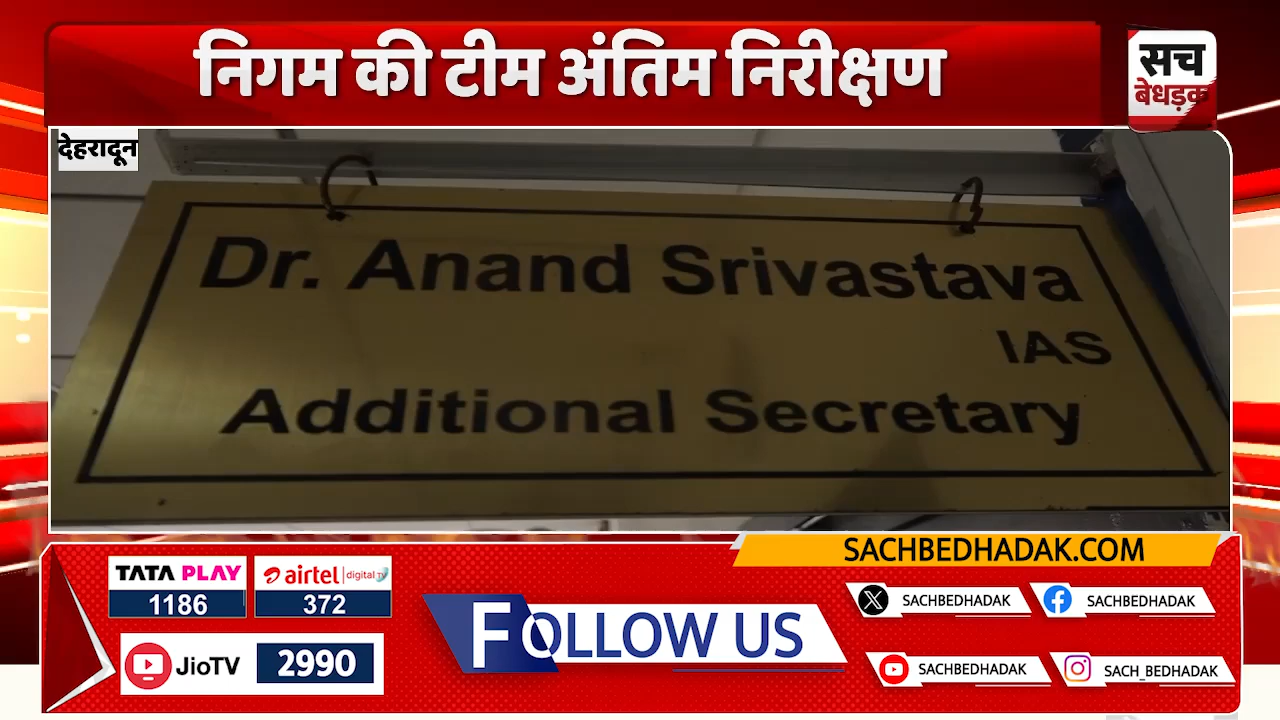 निगम की टीम अंतिम निरीक्षण
सच
बेधड़क
देहरादून
Dr. Anand Srivastava
IAS
Additional Secretary
SACHBEDHADAK.COM
TATA PLAY
1186
airtel digital TV
372
JioTV
2990
FOLLOW US
SACHBEDHADAK
SACHBEDHADAK
SACHBEDHADAK
SACH_BEDHADAK